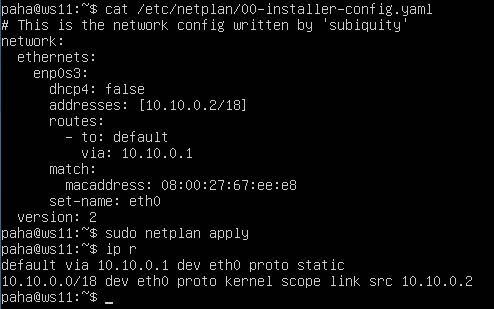 paha@ws11:~$ cat /etc/netplan/00-installer-config.yaml
# This is the network config written by 'subiquity'
network:
  ethernets:
    enp0s3:
      dhcp4: false
      addresses: [10.10.0.2/18]
      routes:
        - to: default
          via: 10.10.0.1
      match:
        macaddress: 08:00:27:67:ee:e8
      set-name: eth0
  version: 2
paha@ws11:~$ sudo netplan apply
paha@ws11:~$ ip r
default via 10.10.0.1 dev eth0 proto static
10.10.0.0/18 dev eth0 proto kernel scope link src 10.10.0.2
paha@ws11:~$ _